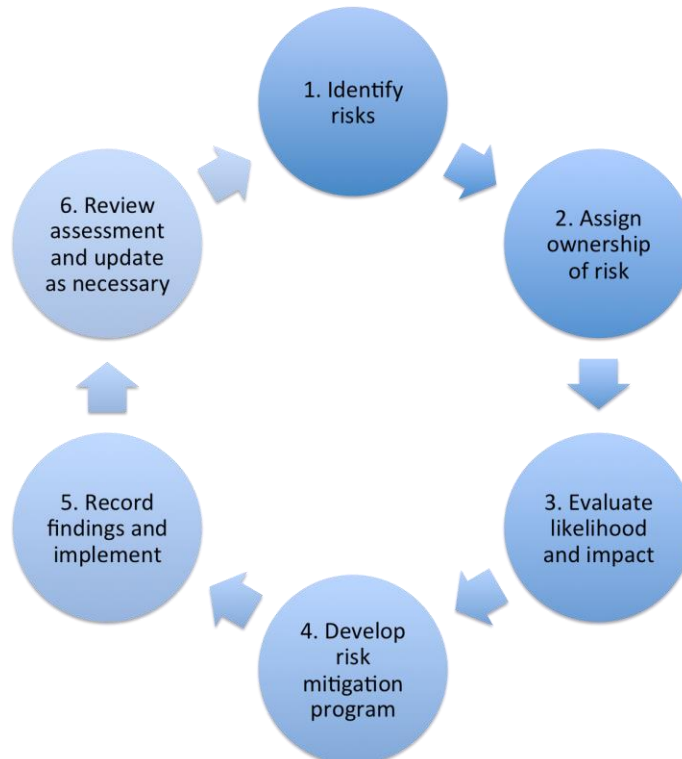 1. Identify
risks
2. Assign
ownership
of risk
3. Evaluate
likelihood
and impact
4. Develop
risk
mitigation
program
5. Record
findings and
implement
6. Review
assessment
and update
as necessary